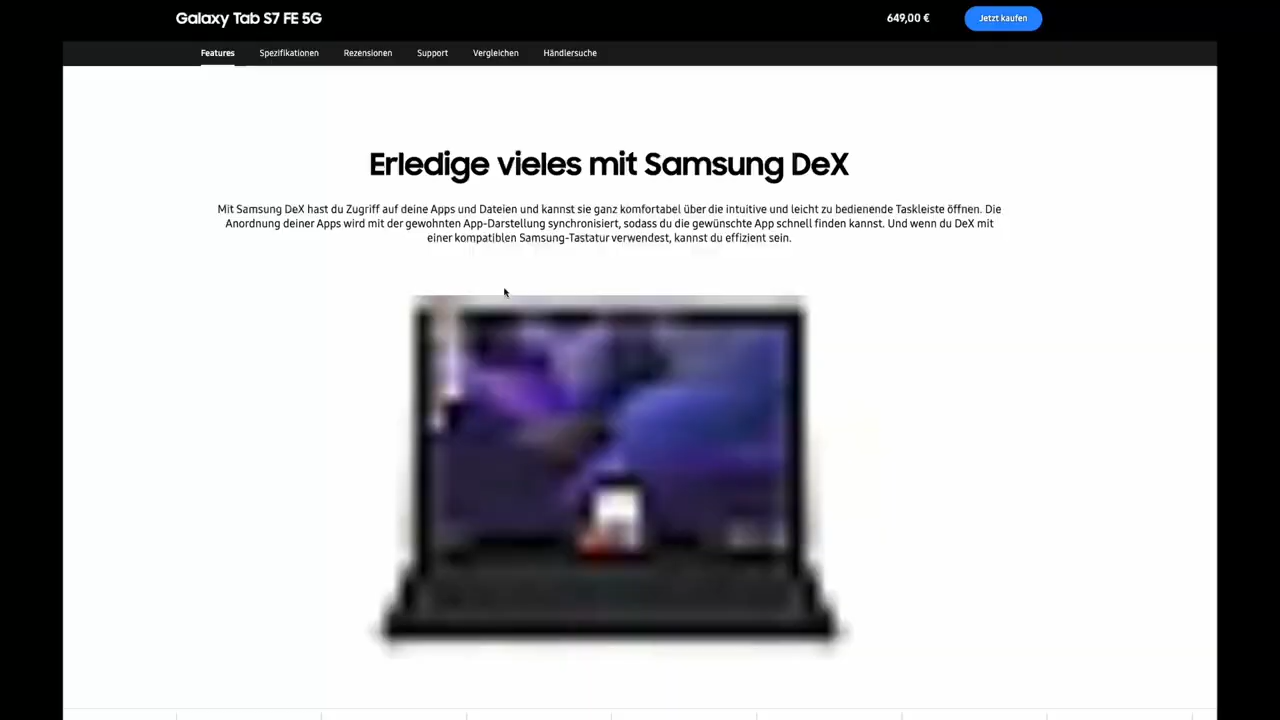 Galaxy Tab S7 FE 5G
649,00 €
Jetzt kaufen
Features
Spezifikationen
Rezensionen
Support
Vergleichen
Händlersuche
Erledige vieles mit Samsung DeX
Mit Samsung DeX hast du Zugriff auf deine Apps und Dateien und kannst sie ganz komfortabel über die intuitive und leicht zu bedienende Taskleiste öffnen. Die
Anordnung deiner Apps wird mit der gewohnten App-Darstellung synchronisiert, sodass du die gewünschte App schnell finden kannst. Und wenn du DeX mit
einer kompatiblen Samsung-Tastatur verwendest, kannst du effizient sein.